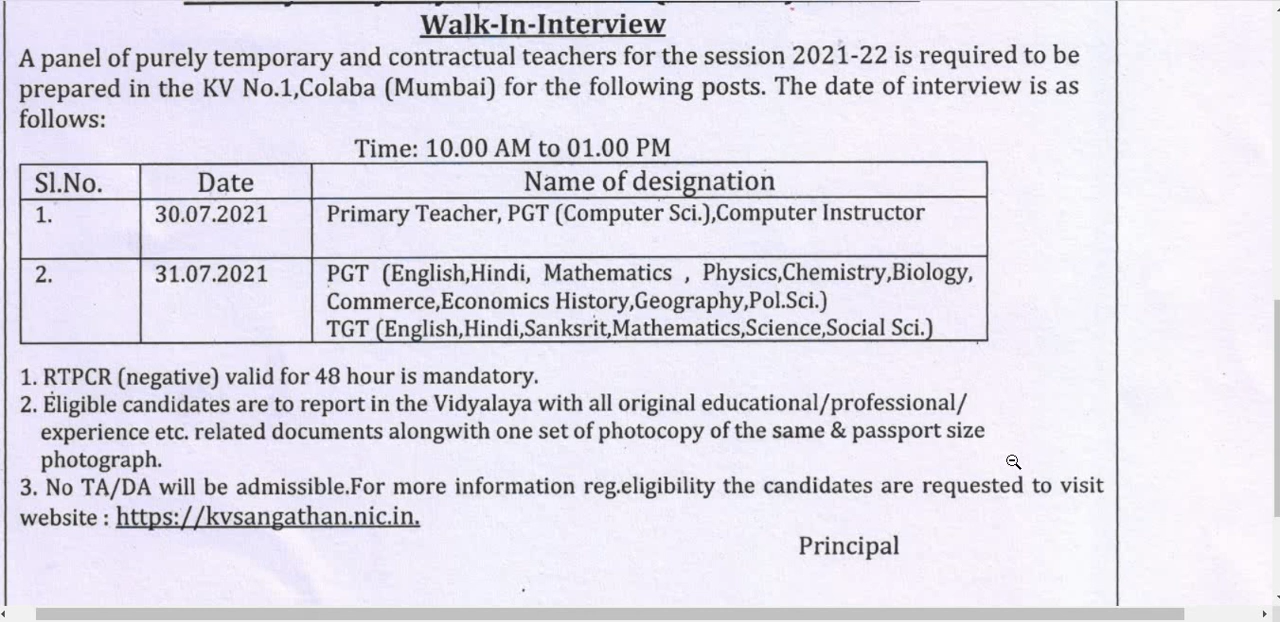 Walk-In-Interview
A panel of purely temporary and contractual teachers for the session 2021-22 is required to be
prepared in the KV No.1,Colaba (Mumbai) for the following posts. The date of interview is as
follows:
Time: 10.00 AM to 01.00 PM
Sl.No. Date Name of designation
1. 30.07.2021 Primary Teacher, PGT (Computer Sci.),Computer Instructor
2. 31.07.2021 PGT (English,Hindi, Mathematics , Physics,Chemistry,Biology,
Commerce,Economics History,Geography,Pol.Sci.)
TGT (English,Hindi,Sanksrit,Mathematics,Science,Social Sci.)
1. RTPCR (negative) valid for 48 hour is mandatory.
2. Eligible candidates are to report in the Vidyalaya with all original educational/professional/
experience etc. related documents alongwith one set of photocopy of the same & passport size
photograph.
3. No TA/DA will be admissible.For more information reg.eligibility the candidates are requested to visit
website : https://kvsangathan.nic.in.
Principal